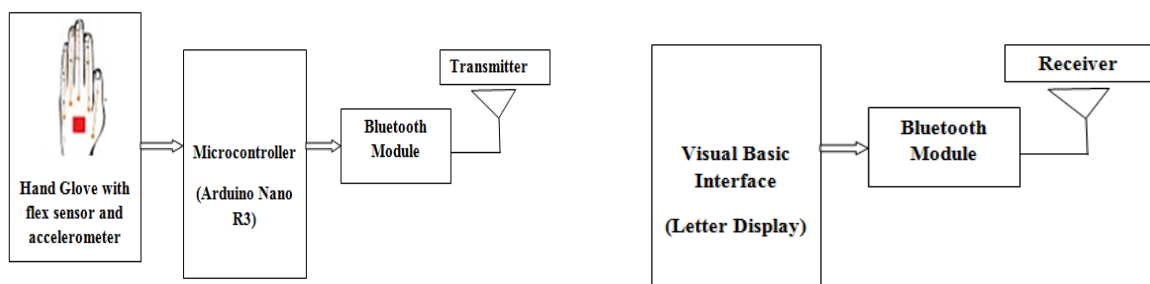 Hand Glove with
flex sensor and
accelerometer
Microcontroller
(Arduino Nano
R3)
Bluetooth
Module
Transmitter
Visual Basic
Interface
(Letter Display)
Bluetooth
Module
Receiver